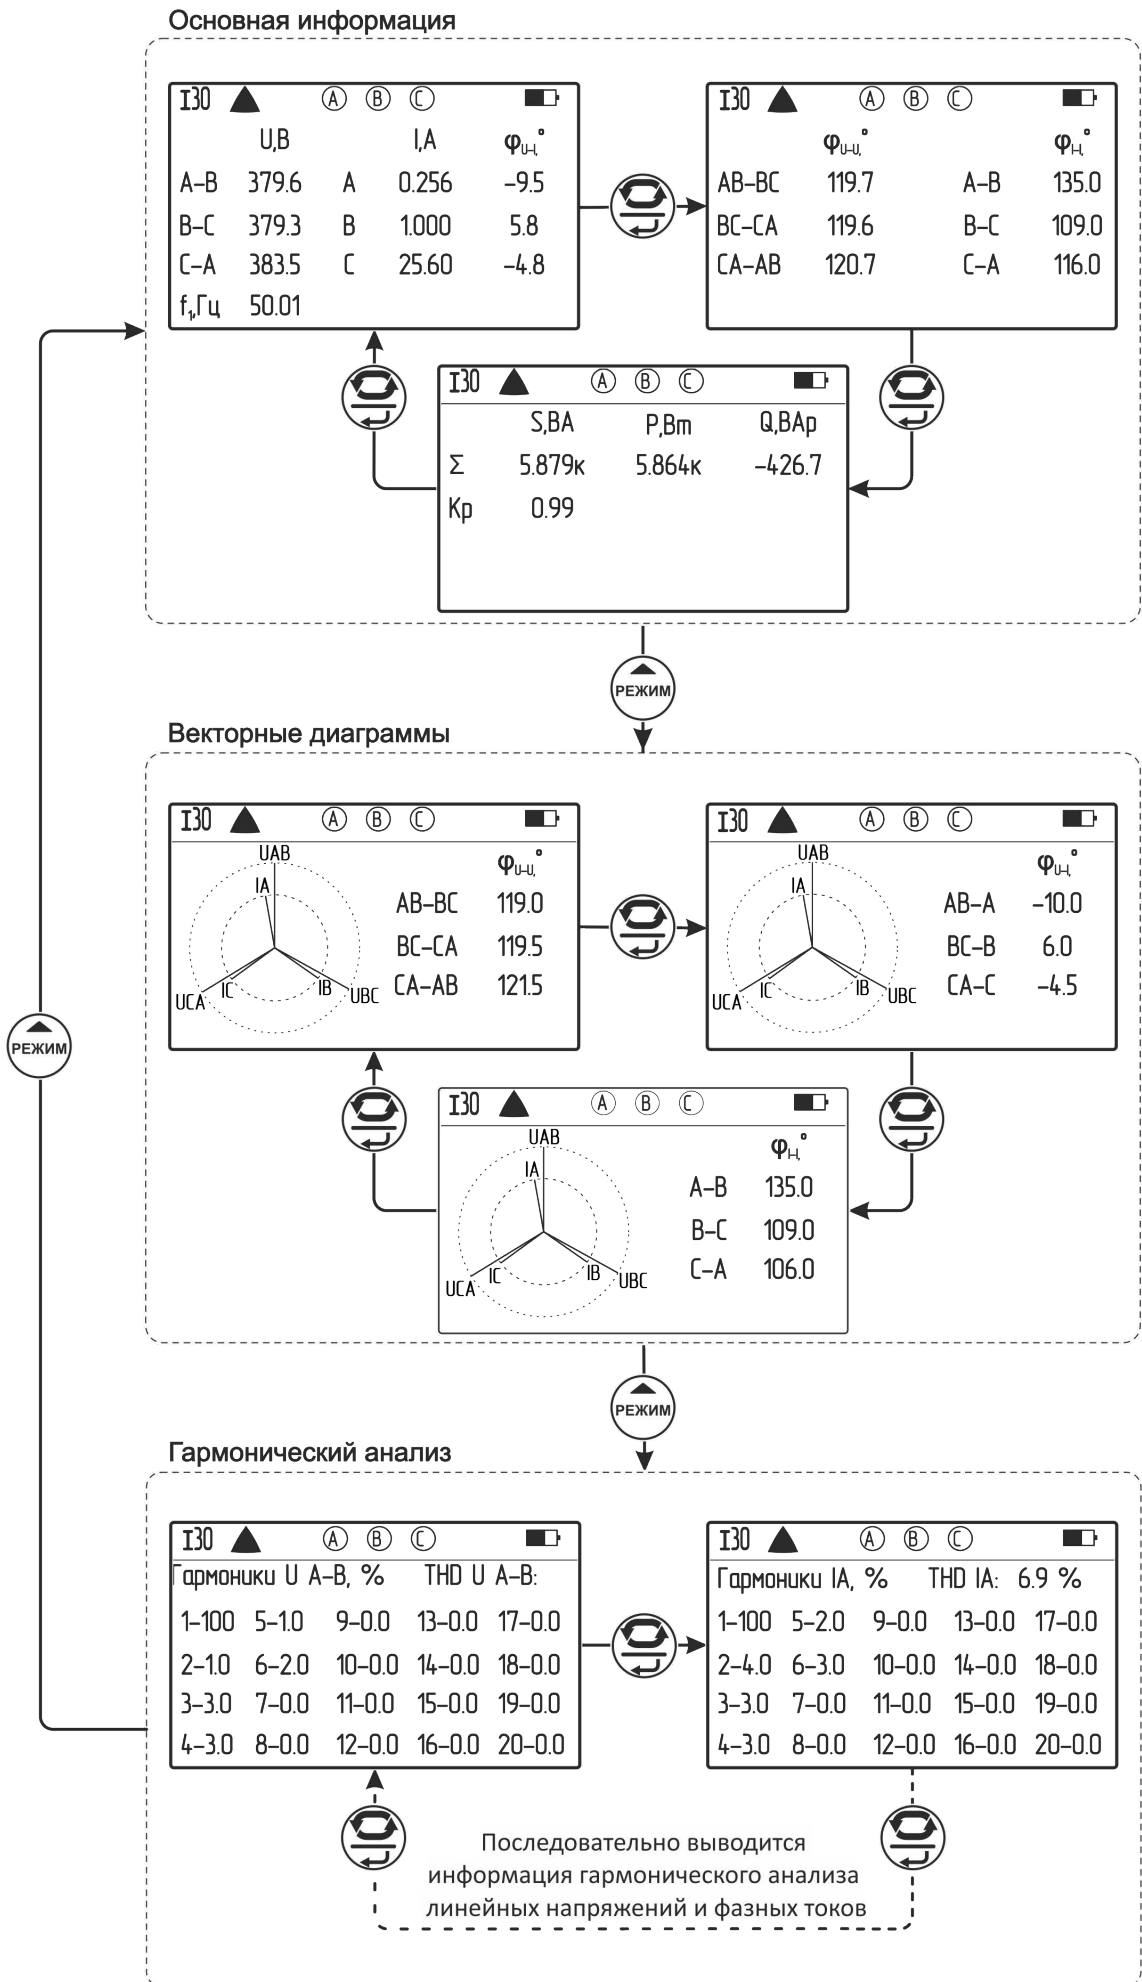 Основная информация
I30 A B C
U,В I,А φU-I,°
A-B 379.6 A 0.256 -9.5
B-C 379.3 B 1.000 5.8
C-A 383.5 C 25.60 -4.8
f1,Гц 50.01
I30 A B C
φU-U,° φI-I,°
AB-BC 119.7 A-B 135.0
BC-CA 119.6 B-C 109.0
CA-AB 120.7 C-A 116.0
I30 A B C
S,ВА P,Вт Q,ВАр
Σ 5.879к 5.864к -426.7
Кр 0.99
РЕЖИМ
Векторные диаграммы
I30 A B C
UAB φU-U,°
IA AB-BC 119.0
BC-CA 119.5
UCA IC IB UBC CA-AB 121.5
I30 A B C
UAB φU-I,°
IA AB-A -10.0
BC-B 6.0
UCA IC IB UBC CA-C -4.5
РЕЖИМ
I30 A B C
UAB φI-I,°
IA A-B 135.0
B-C 109.0
UCA IC IB UBC C-A 106.0
РЕЖИМ
Гармонический анализ
I30 A B C
Гармоники U A-B, % THD U A-B:
1-100 5-1.0 9-0.0 13-0.0 17-0.0
2-1.0 6-2.0 10-0.0 14-0.0 18-0.0
3-3.0 7-0.0 11-0.0 15-0.0 19-0.0
4-3.0 8-0.0 12-0.0 16-0.0 20-0.0
I30 A B C
Гармоники IA, % THD IA: 6.9 %
1-100 5-2.0 9-0.0 13-0.0 17-0.0
2-4.0 6-3.0 10-0.0 14-0.0 18-0.0
3-3.0 7-0.0 11-0.0 15-0.0 19-0.0
4-3.0 8-0.0 12-0.0 16-0.0 20-0.0
Последовательно выводится
информация гармонического анализа
линейных напряжений и фазных токов